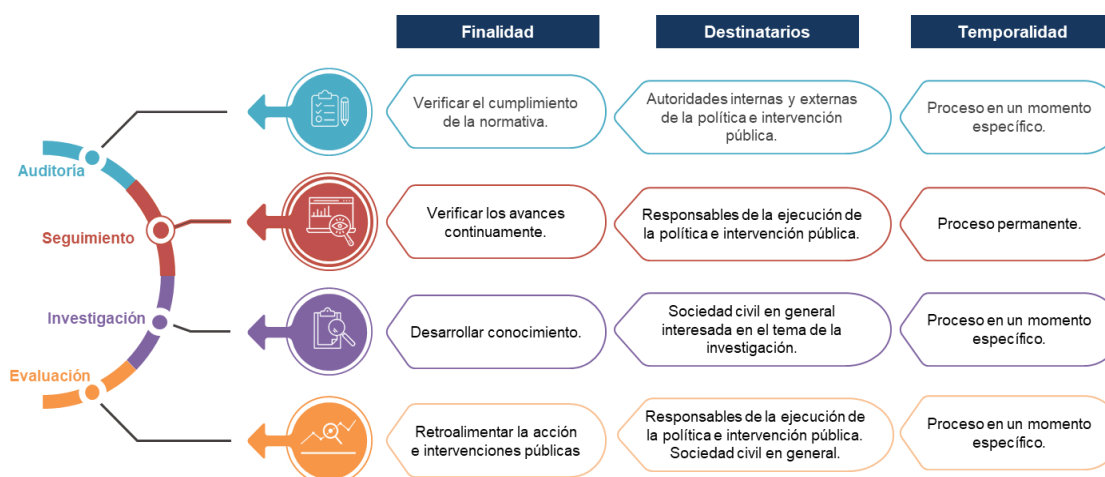 Finalidad
Destinatarios
Temporalidad
Auditoría
Verificar el cumplimiento
de la normativa.
Autoridades internas y externas
de la política e intervención
pública.
Proceso en un momento
específico.
Seguimiento
Verificar los avances
continuamente.
Responsables de la ejecución de
la política e intervención pública.
Proceso permanente.
Investigación
Desarrollar conocimiento.
Sociedad civil en general
interesada en el tema de la
investigación.
Proceso en un momento
específico.
Evaluación
Retroalimentar la acción
e intervenciones públicas
Responsables de la ejecución de
la política e intervención pública.
Sociedad civil en general.
Proceso en un momento
específico.